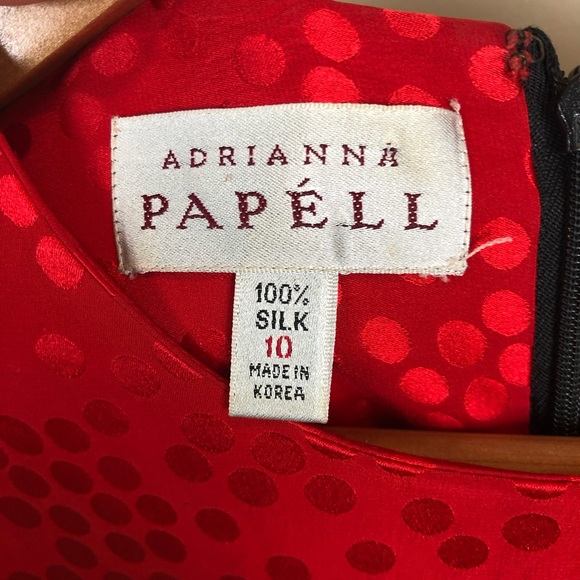 ADRIANNA
PAPÉLL
100%
SILK
10
MADE IN
KOREA